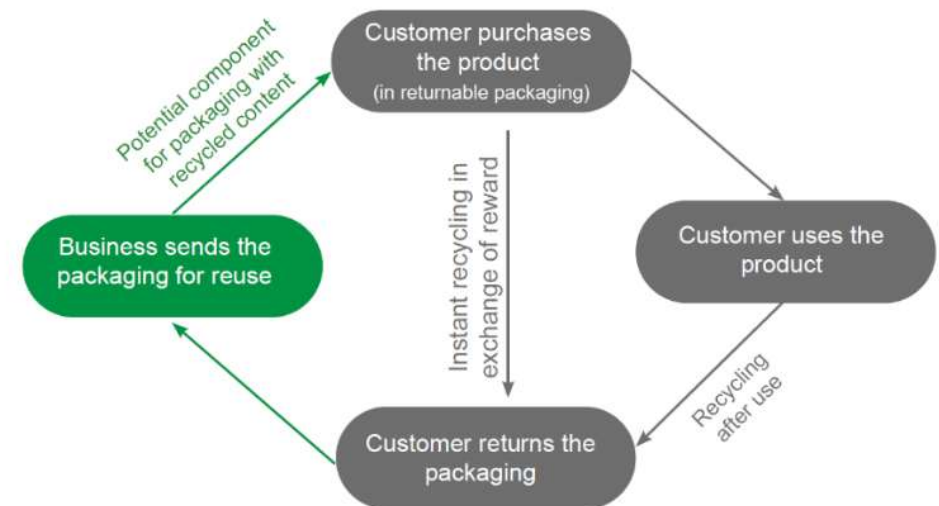 Customer purchases
the product
(in returnable packaging)
Potential component
for packaging with
recycled content
Instant recycling in
exchange of reward
Business sends the
packaging for reuse
Customer uses the
product
Recycling
after use
Customer returns the
packaging